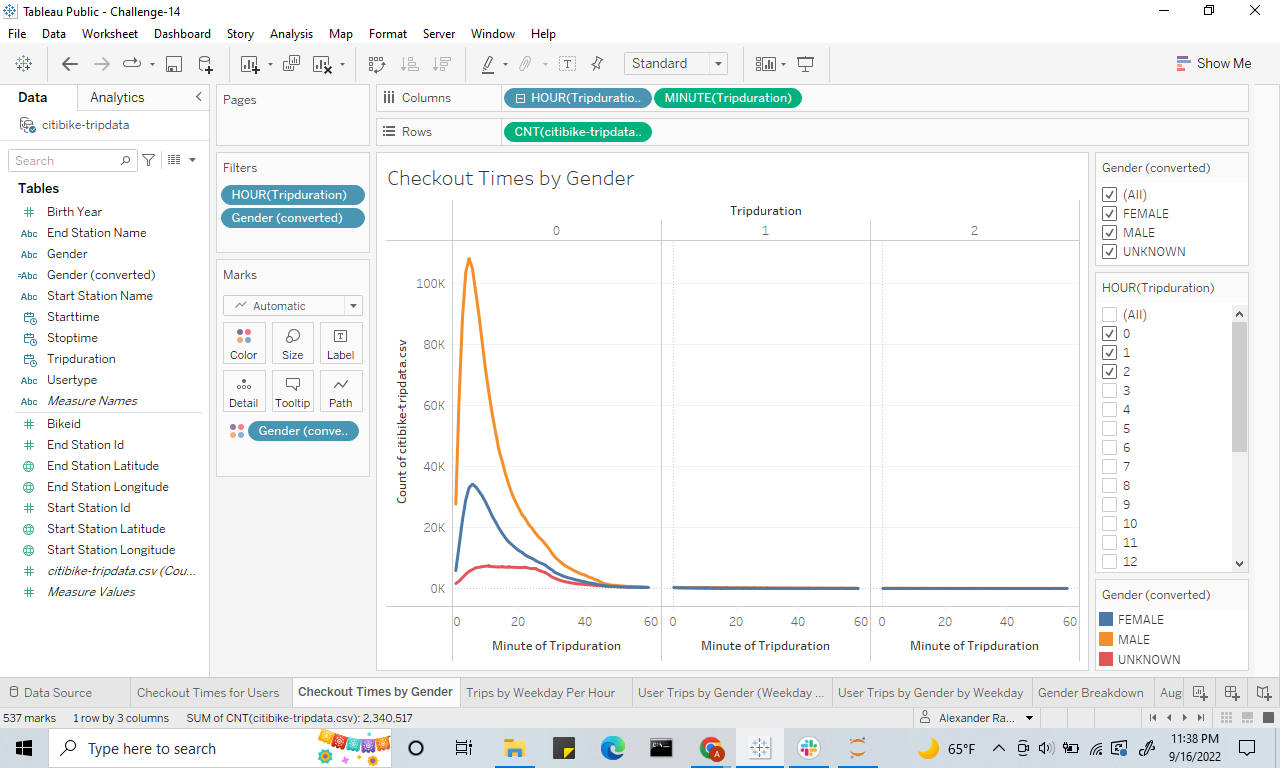 Tableau Public - Challenge-14
File Data Worksheet Dashboard Story Analysis Map Format Server Window Help
Standard
Show Me
Data Analytics
citibike-tripdata
Search
Tables
Birth Year
Abc End Station Name
Abc Gender
=Abc Gender (converted)
Abc Start Station Name
Starttime
Stoptime
Tripduration
Abc Usertype
Abc Measure Names
Bikeid
End Station Id
End Station Latitude
End Station Longitude
Start Station Id
Start Station Latitude
Start Station Longitude
citibike-tripdata.csv (Cou...
Measure Values
Pages
Filters
HOUR(Tripduration)
Gender (converted)
Marks
Automatic
Color Size Label
Detail Tooltip Path
Gender (conve..
Columns HOUR(Tripduratio.. MINUTE(Tripduration)
Rows CNT(citibike-tripdata..
Checkout Times by Gender
Tripduration
0 1 2
Count of citibike-tripdata.csv
100K
80K
60K
40K
20K
0K
0 20 40 60 0 20 40 60 0 20 40 60
Minute of Tripduration Minute of Tripduration Minute of Tripduration
Gender (converted)
(All)
FEMALE
MALE
UNKNOWN
HOUR(Tripduration)
(All)
0
1
2
3
4
5
6
7
8
9
10
11
12
Gender (converted)
FEMALE
MALE
UNKNOWN
Data Source Checkout Times for Users Checkout Times by Gender Trips by Weekday Per Hour User Trips by Gender (Weekday ... User Trips by Gender by Weekday Gender Breakdown Aug
537 marks 1 row by 3 columns SUM of CNT(citibike-tripdata.csv): 2,340,517 Alexander Ra...
Type here to search
A
65°F
11:38 PM
9/16/2022